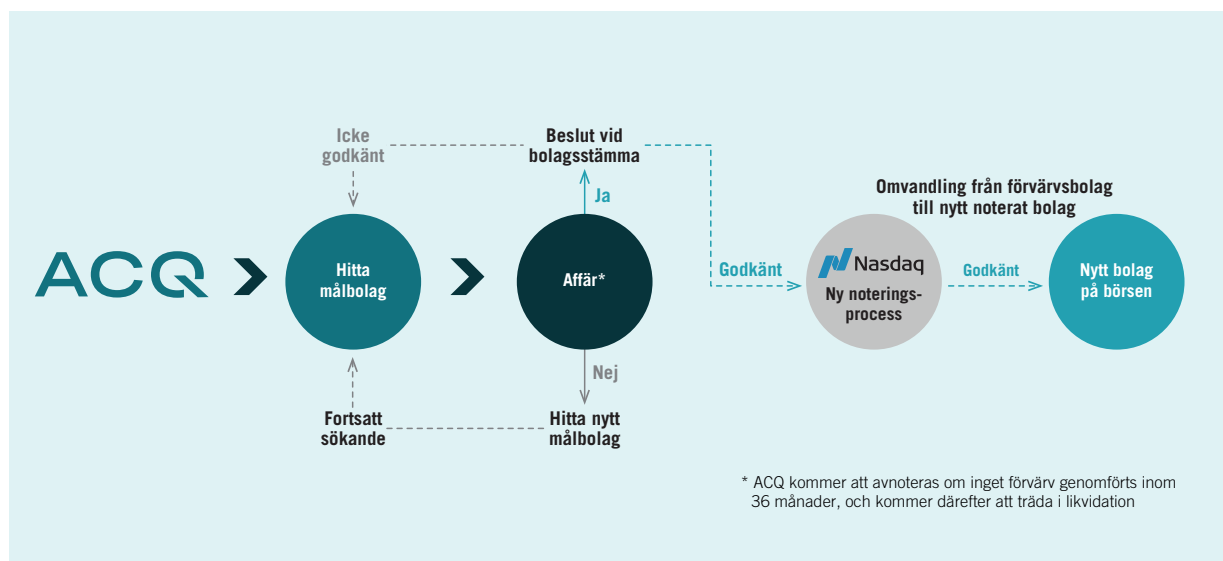 Icke
godkänt
Beslut vid
bolagsstämma
Ja
Omvandling från förvärvsbolag
till nytt noterat bolag
ACQ
Hitta
målbolag
Affär*
Godkänt
Nasdaq
Ny noterings-
process
Godkänt
Nytt bolag
på börsen
Nej
Fortsatt
sökande
Hitta nytt
målbolag
* ACQ kommer att avnoteras om inget förvärv genomförts inom
36 månader, och kommer därefter att träda i likvidation